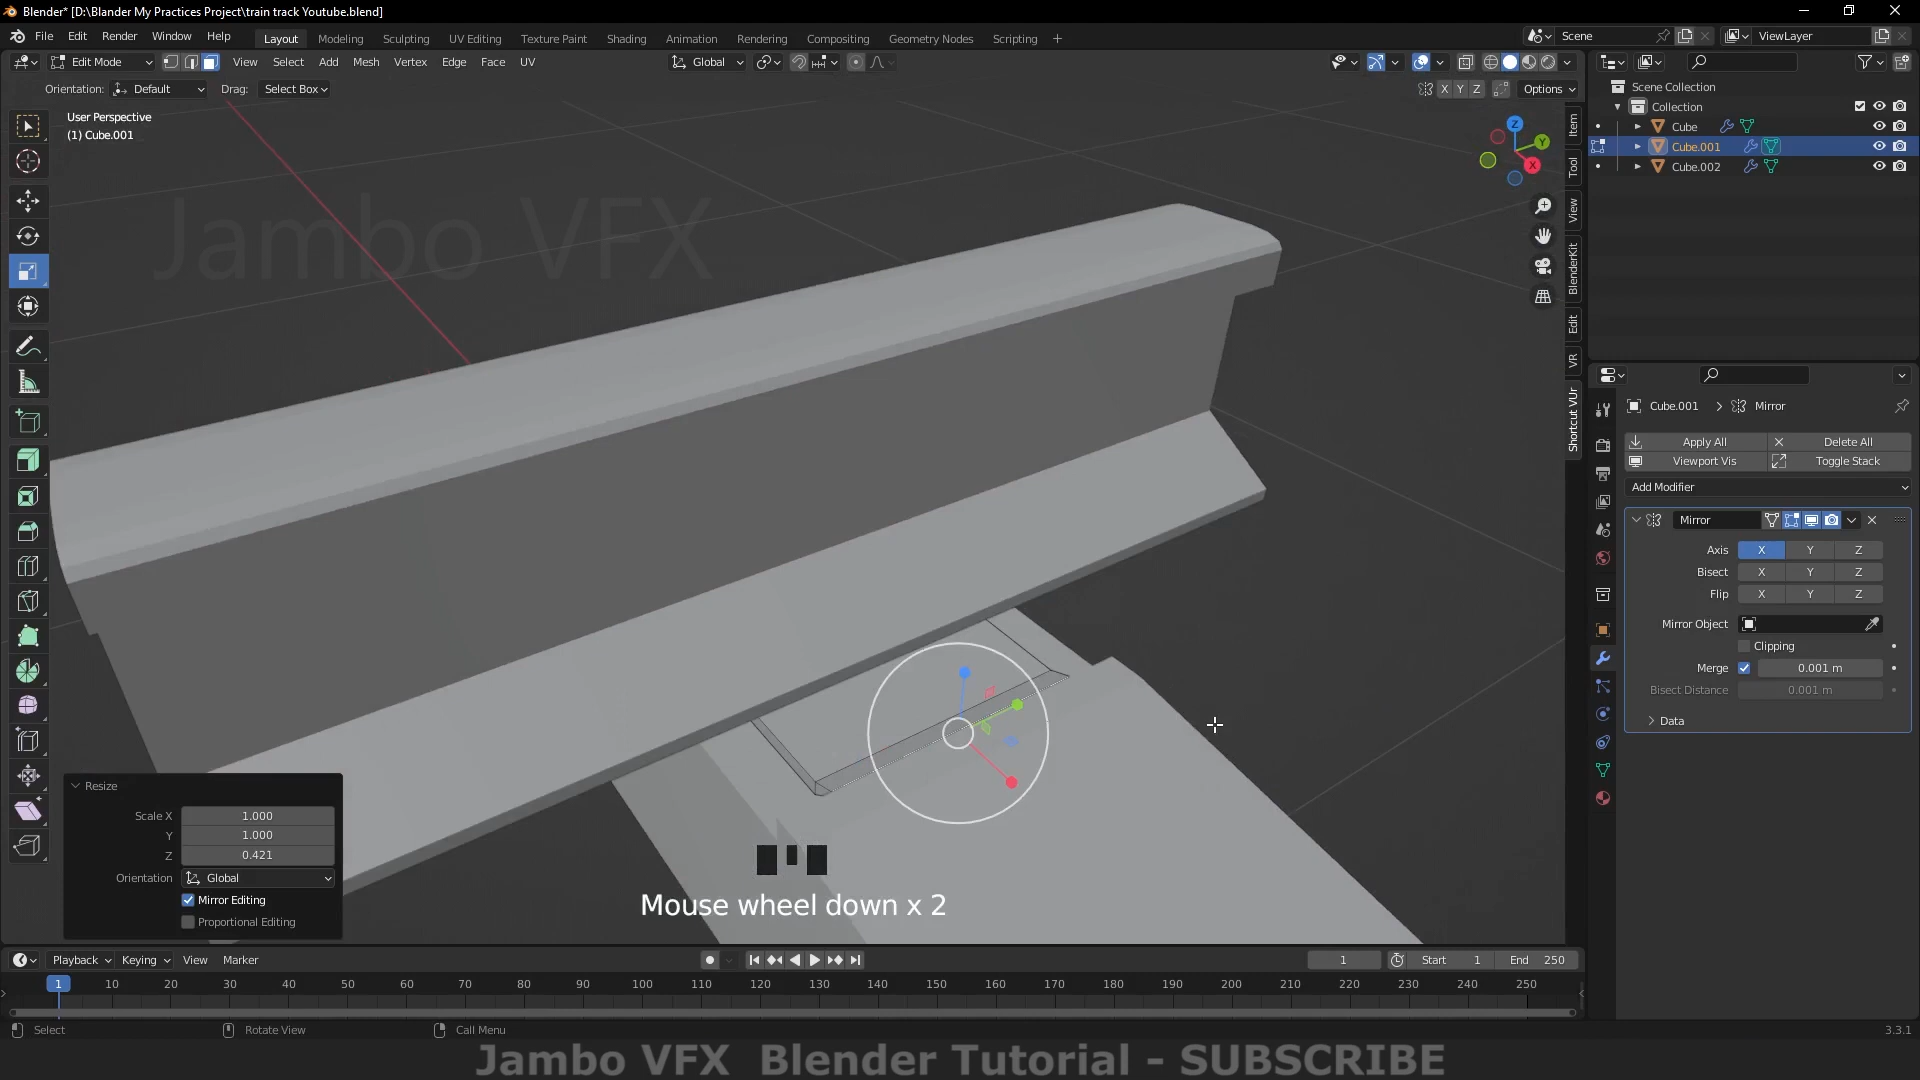 Blender* [D:\Blander My Practices Project\train track Youtube.blend]
File Edit Render Window Help Layout Modeling Sculpting UV Editing Texture Paint Shading Animation Rendering Compositing Geometry Nodes Scripting + Scene ViewLayer
Edit Mode View Select Add Mesh Vertex Edge Face UV Global
Orientation: Default Drag: Select Box X Y Z Options
User Perspective
(1) Cube.001
Jambo VFX
Z
Y
X
Item
Tool
View
BlenderKit
Edit
VR
Shortcut VUr
Scene Collection
Collection
Cube
Cube.001
Cube.002
Cube.001 > Mirror
Apply All Delete All
Viewport Vis Toggle Stack
Add Modifier
Mirror
Axis X Y Z
Bisect X Y Z
Flip X Y Z
Mirror Object
Clipping
Merge 0.001 m
Bisect Distance 0.001 m
Data
Resize
Scale X 1.000
Y 1.000
Z 0.421
Orientation Global
Mirror Editing
Proportional Editing
Mouse wheel down x 2
Playback Keying View Marker 1 Start 1 End 250
1 10 20 30 40 50 60 70 80 90 100 110 120 130 140 150 160 170 180 190 200 210 220 230 240 250
Select Rotate View Call Menu 3.3.1
Jambo VFX Blender Tutorial - SUBSCRIBE